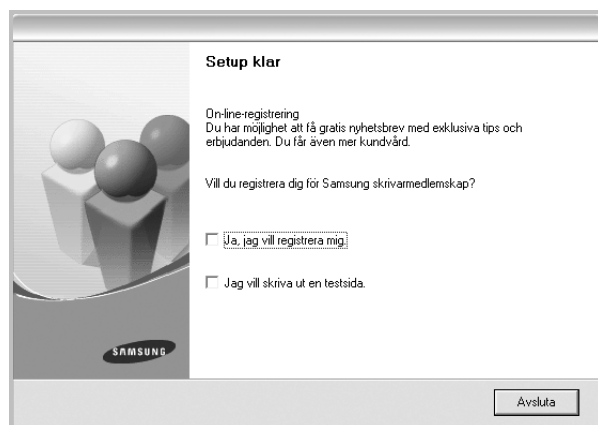 Setup klar
On-line-registrering
Du har möjlighet att få gratis nyhetsbrev med exklusiva tips och
erbjudanden. Du får även mer kundvård.
Vill du registrera dig för Samsung skrivarmedlemskap?
Ja, jag vill registrera mig.
Jag vill skriva ut en testsida.
SAMSUNG
Avsluta